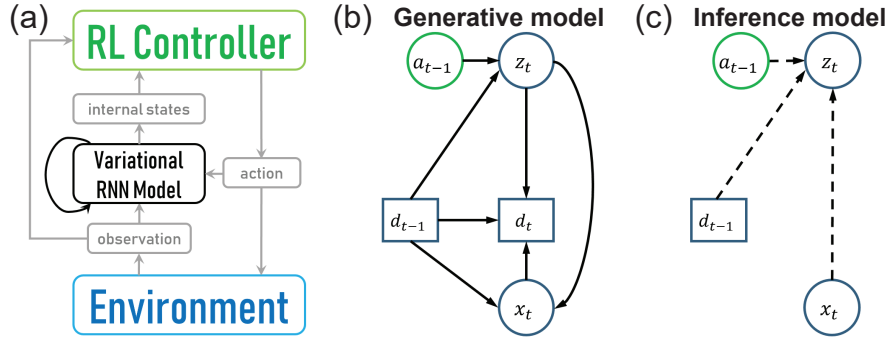 (a)
RL Controller
internal states
Variational
RNN Model
action
observation
Environment
(b) Generative model
a_{t-1}
z_t
d_{t-1}
d_t
x_t
(c) Inference model
a_{t-1}
z_t
d_{t-1}
x_t